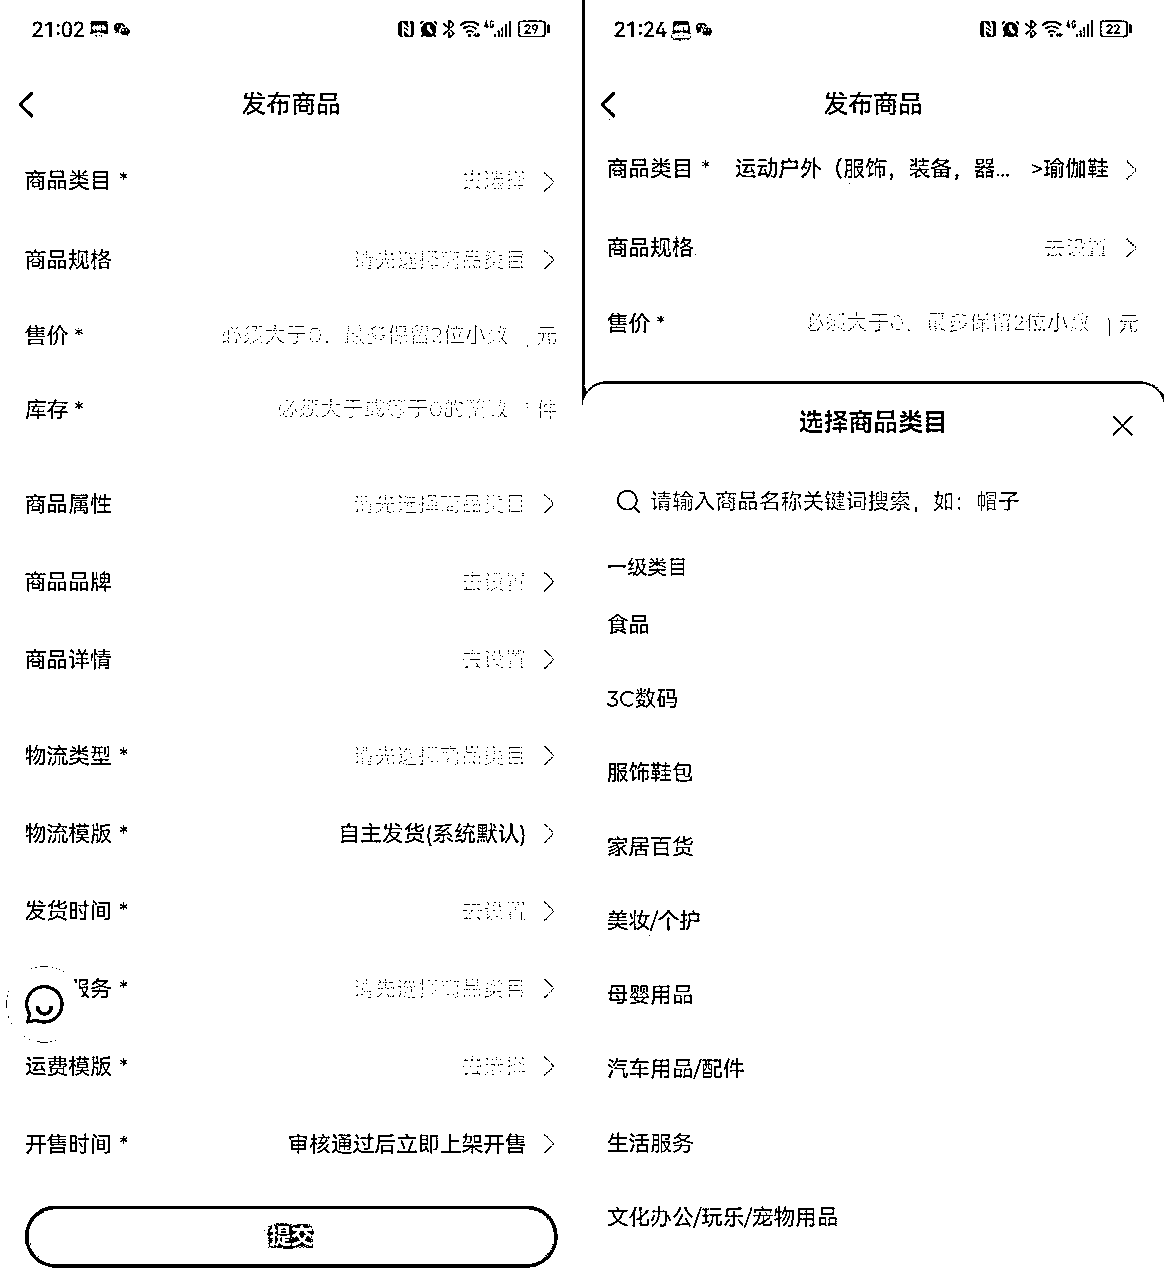 21:02
4G
29
发布商品
商品类目 * 去选择
商品规格 请先选择商品类目
售价 * 必须大于0，最多保留2位小数 元
库存 * 必须大于或等于0的整数 件
商品属性 请先选择商品类目
商品品牌 去设置
商品详情 去设置
物流类型 * 请先选择商品类目
物流模版 * 自主发货(系统默认)
发货时间 * 去设置
服务 * 请先选择商品类目
运费模版 * 去选择
开售时间 * 审核通过后立即上架开售
提交
21:24
4G
22
发布商品
商品类目 * 运动户外（服饰，装备，器... >瑜伽鞋
商品规格 去设置
售价 * 必须大于0，最多保留2位小数 元
选择商品类目
请输入商品名称关键词搜索，如：帽子
一级类目
食品
3C数码
服饰鞋包
家居百货
美妆/个护
母婴用品
汽车用品/配件
生活服务
文化办公/玩乐/宠物用品